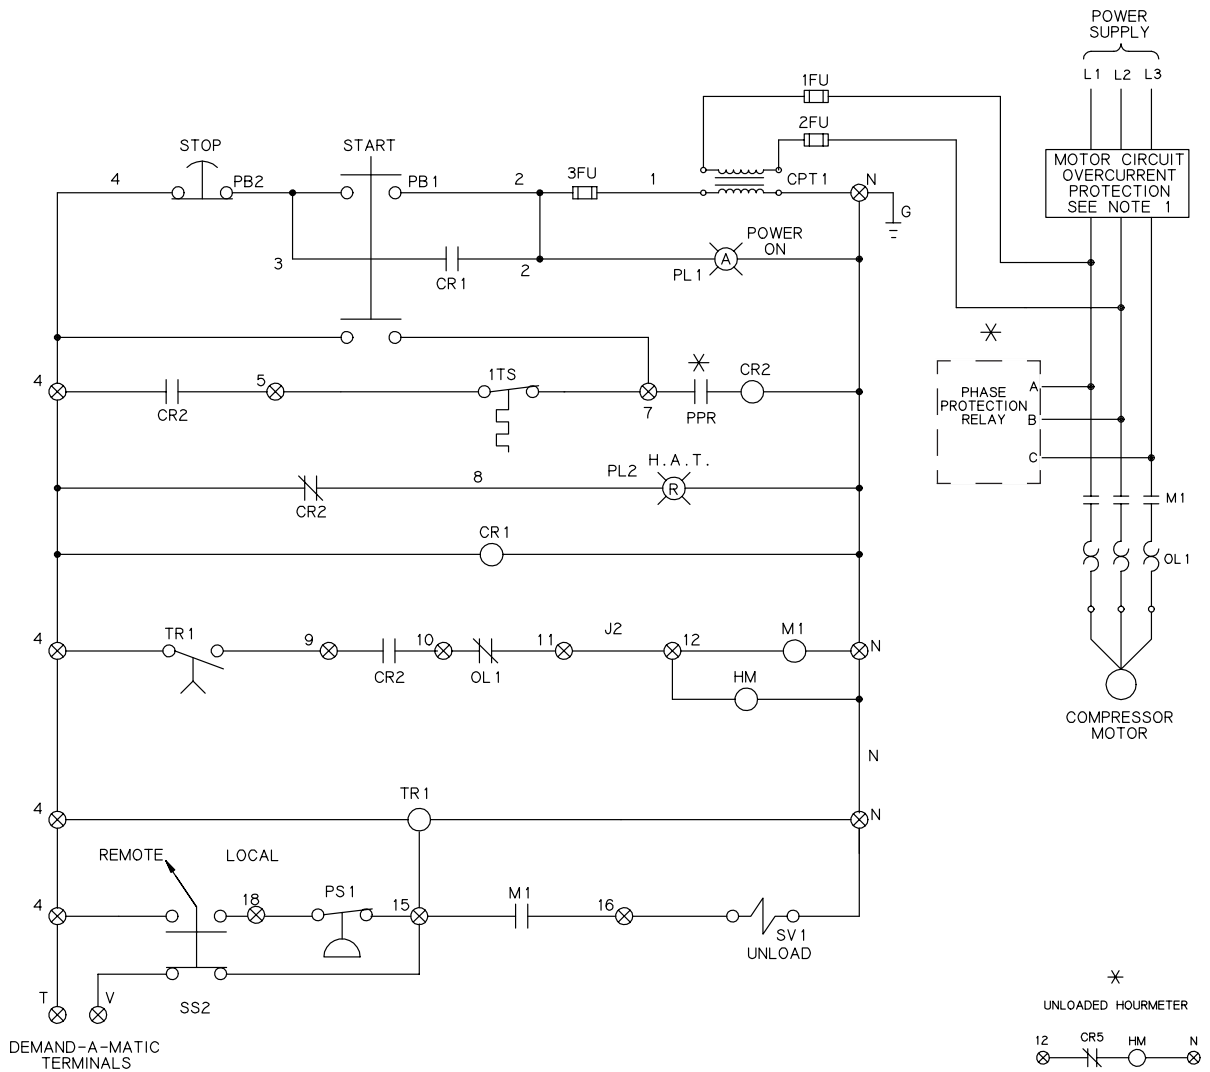 POWER
SUPPLY
L1 L2 L3
1FU
2FU
MOTOR CIRCUIT
OVERCURRENT
PROTECTION
SEE NOTE 1
STOP
START
4
PB2
PB1
2
3FU
1
CPT1
N
G
3
CR1
2
PL1
A
POWER
ON
4
CR2
5
1TS
7
PPR
CR2
PHASE
PROTECTION
RELAY
A
B
C
CR2
8
PL2
H.A.T.
R
M1
CR1
OL1
4
TR1
9
CR2
10
OL1
11
J2
12
M1
N
HM
COMPRESSOR
MOTOR
N
4
TR1
N
REMOTE
LOCAL
4
18
PS1
15
M1
16
SV1
UNLOAD
SS2
T
V
DEMAND-A-MATIC
TERMINALS
UNLOADED HOURMETER
12
CR5
HM
N